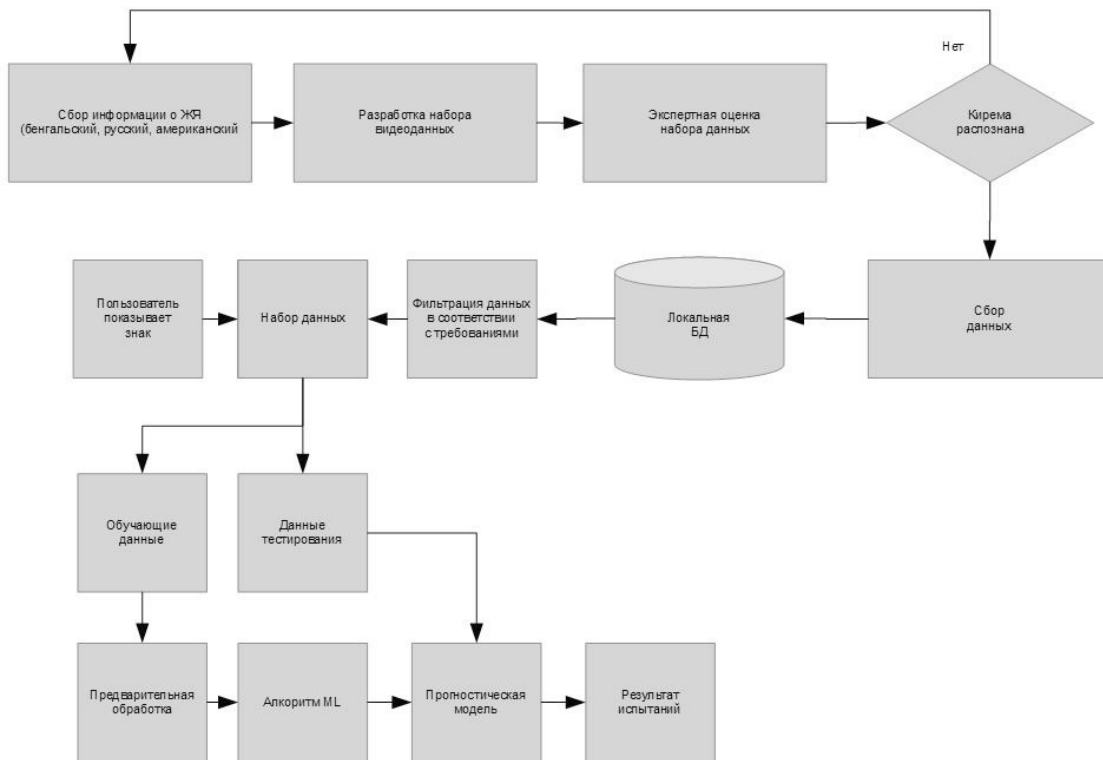 Нет
Сбор информации о ЖЯ
(бенгальский, русский, американский
Разработка набора
видеоданных
Экспертная оценка
набора данных
Кирема
распознана
Пользователь
показывает
знак
Набор данных
Фильтрация данных
в соответствии
с требованиями
Локальная
БД
Сбор
данных
Обучающие
данные
Данные
тестирования
Предварительная
обработка
Алгоритм ML
Прогностическая
модель
Результат
испытаний